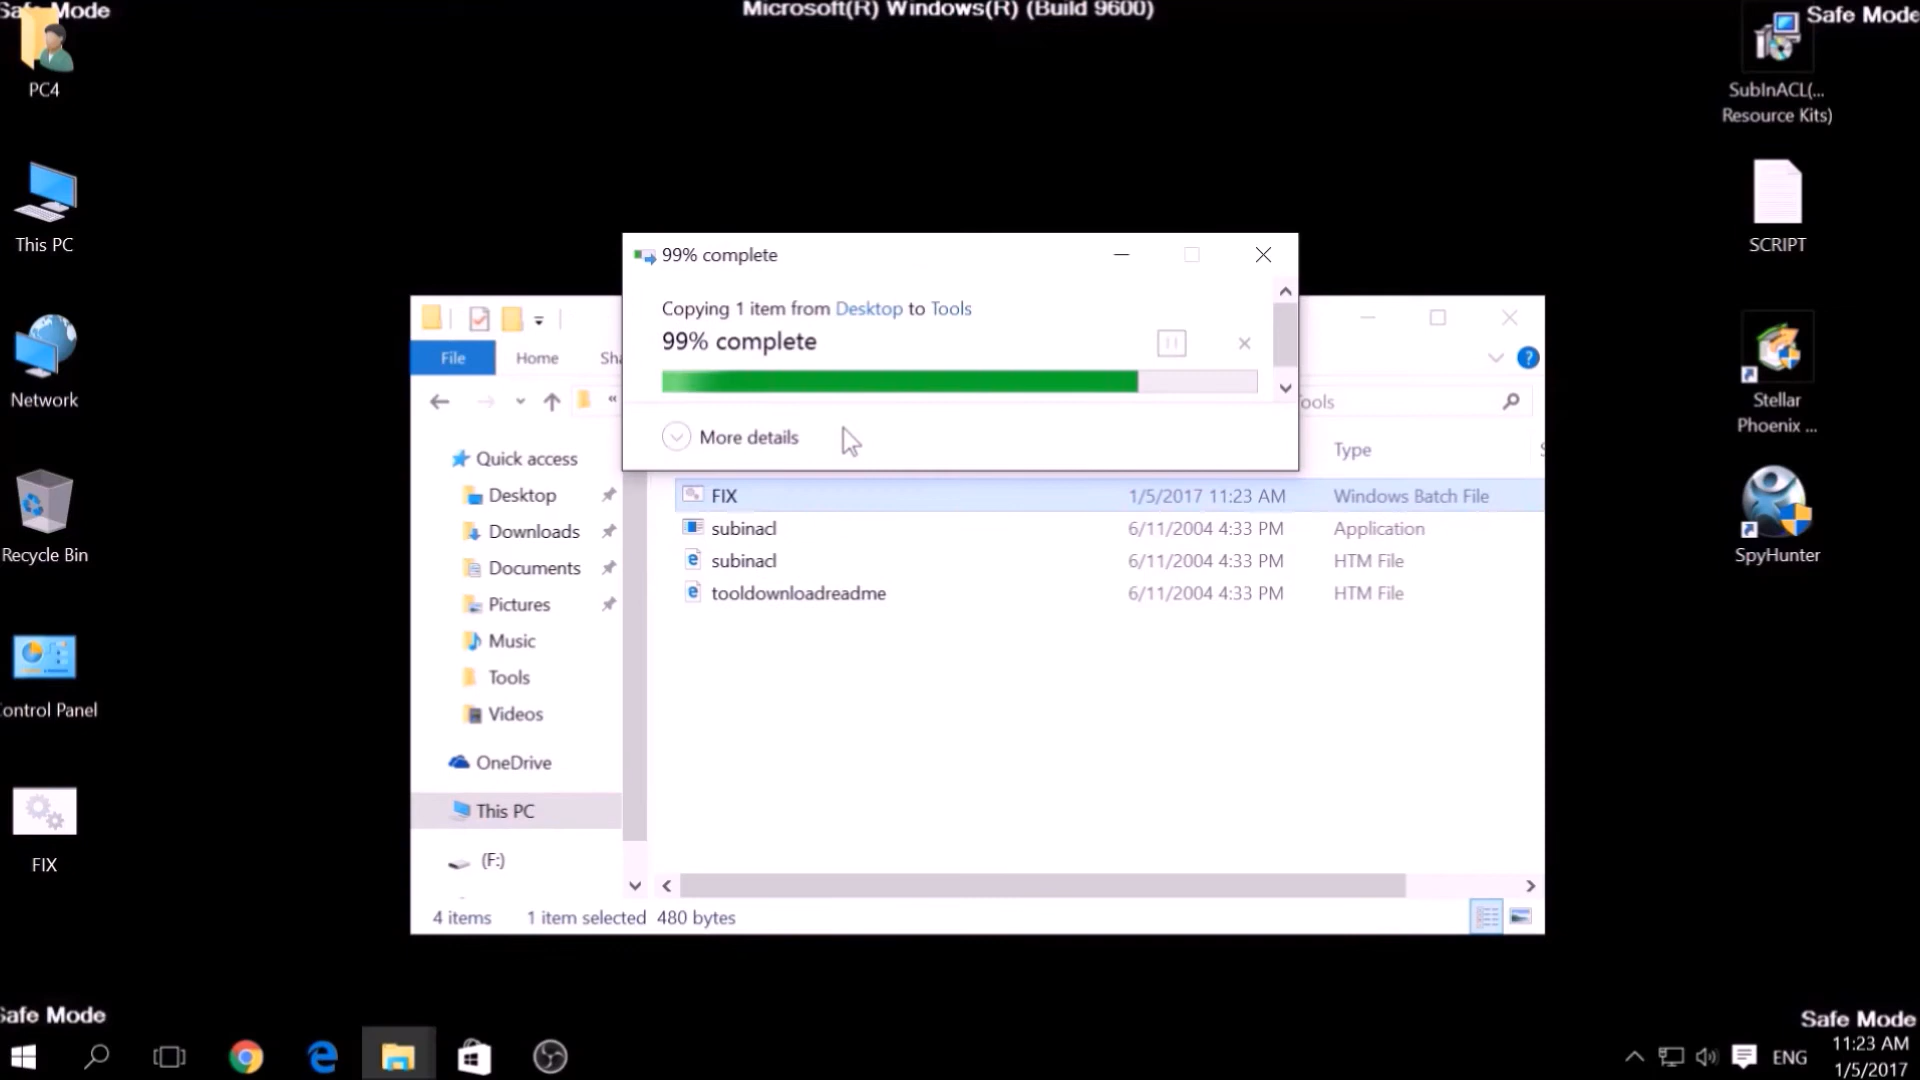 Safe Mode
Microsoft(R) Windows(R) (Build 9600)
Safe Mode
PC4
This PC
Network
Recycle Bin
Control Panel
FIX
SubInACL(...
Resource Kits)
SCRIPT
Stellar
Phoenix ...
SpyHunter
99% complete
Copying 1 item from Desktop to Tools
99% complete
More details
File
Home
Sha
«
Tools
Type
Quick access
Desktop
Downloads
Documents
Pictures
Music
Tools
Videos
OneDrive
This PC
(F:)
FIX 1/5/2017 11:23 AM Windows Batch File
subinacl 6/11/2004 4:33 PM Application
subinacl 6/11/2004 4:33 PM HTM File
tooldownloadreadme 6/11/2004 4:33 PM HTM File
4 items 1 item selected 480 bytes
Safe Mode
Safe Mode
ENG
11:23 AM
1/5/2017